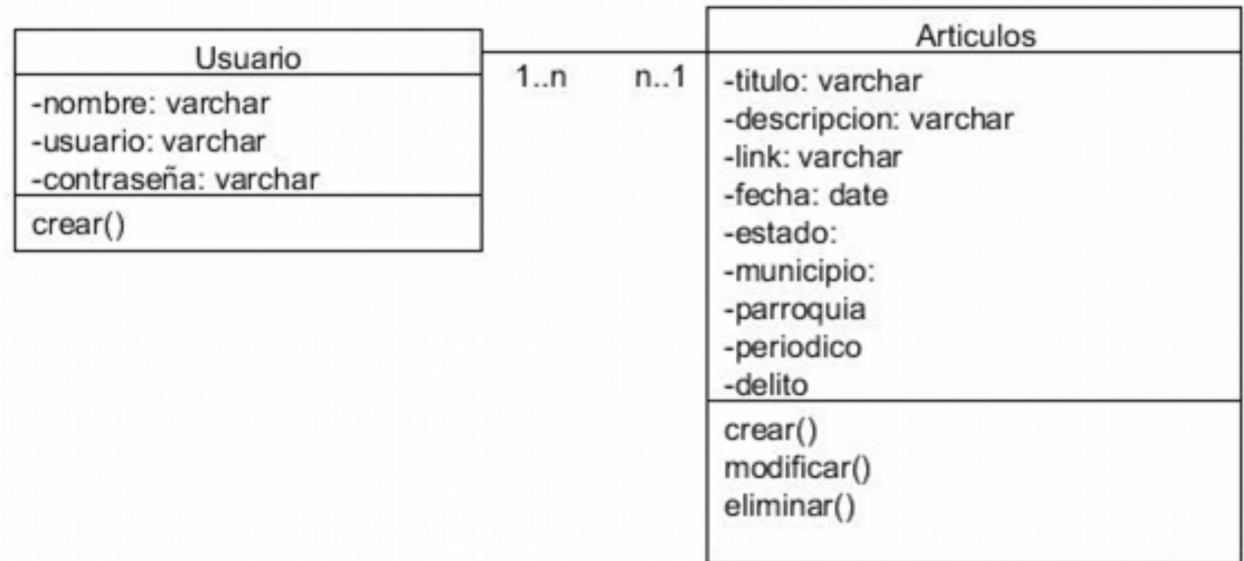 Usuario
-nombre: varchar
-usuario: varchar
-contraseña: varchar
crear()
1..n n..1
Articulos
-titulo: varchar
-descripcion: varchar
-link: varchar
-fecha: date
-estado:
-municipio:
-parroquia
-periodico
-delito
crear()
modificar()
eliminar()